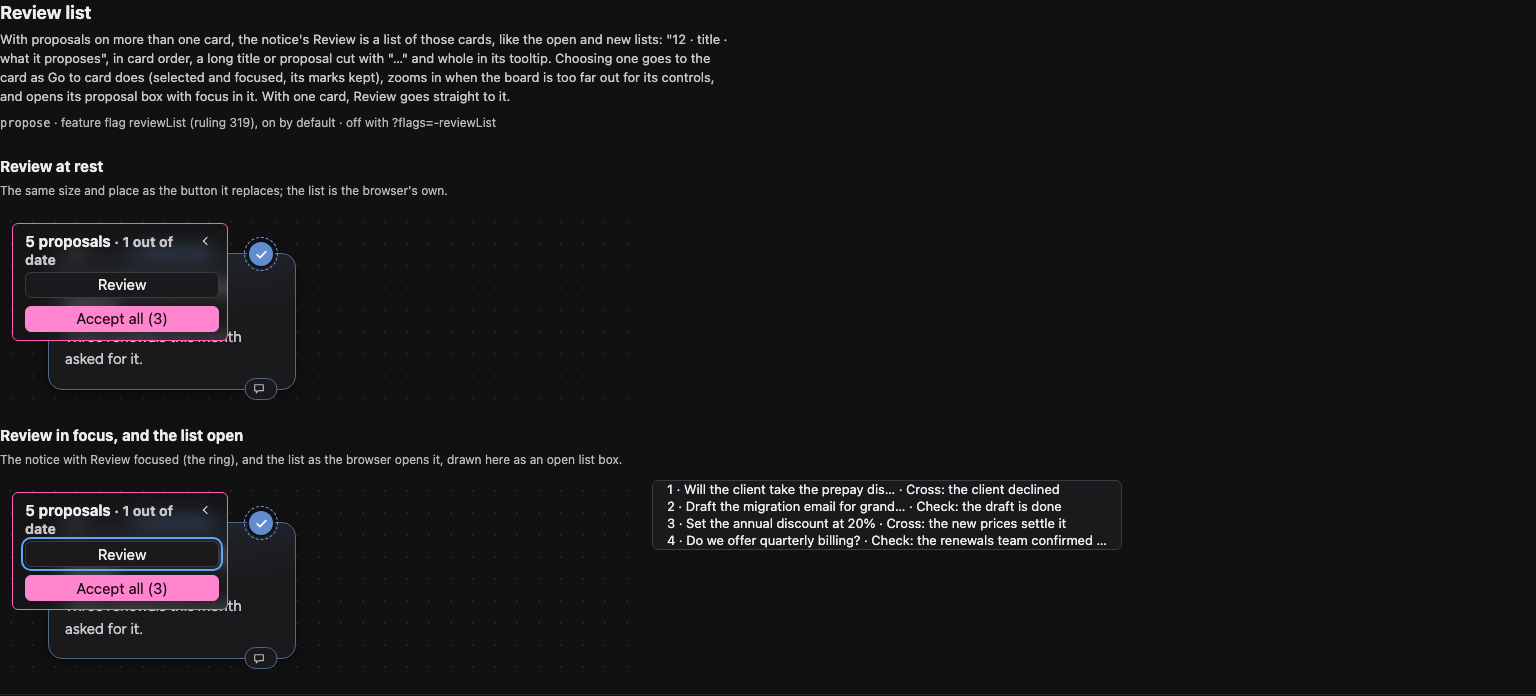 Review list
With proposals on more than one card, the notice's Review is a list of those cards, like the open and new lists: "12 · title ·
what it proposes", in card order, a long title or proposal cut with "…" and whole in its tooltip. Choosing one goes to the
card as Go to card does (selected and focused, its marks kept), zooms in when the board is too far out for its controls,
and opens its proposal box with focus in it. With one card, Review goes straight to it.
propose · feature flag reviewList (ruling 319), on by default · off with ?flags=-reviewList
Review at rest
The same size and place as the button it replaces; the list is the browser's own.
5 proposals · 1 out of
date
Review
Accept all (3)
asked for it.
Review in focus, and the list open
The notice with Review focused (the ring), and the list as the browser opens it, drawn here as an open list box.
5 proposals · 1 out of
date
Review
Accept all (3)
asked for it.
1 · Will the client take the prepay dis… · Cross: the client declined
2 · Draft the migration email for grand… · Check: the draft is done
3 · Set the annual discount at 20% · Cross: the new prices settle it
4 · Do we offer quarterly billing? · Check: the renewals team confirmed …